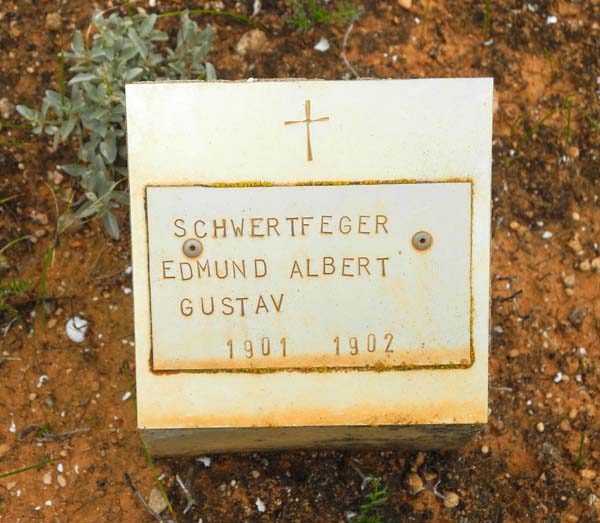 SCHWERTFEGER
EDMUND ALBERT
GUSTAV
1901 1902